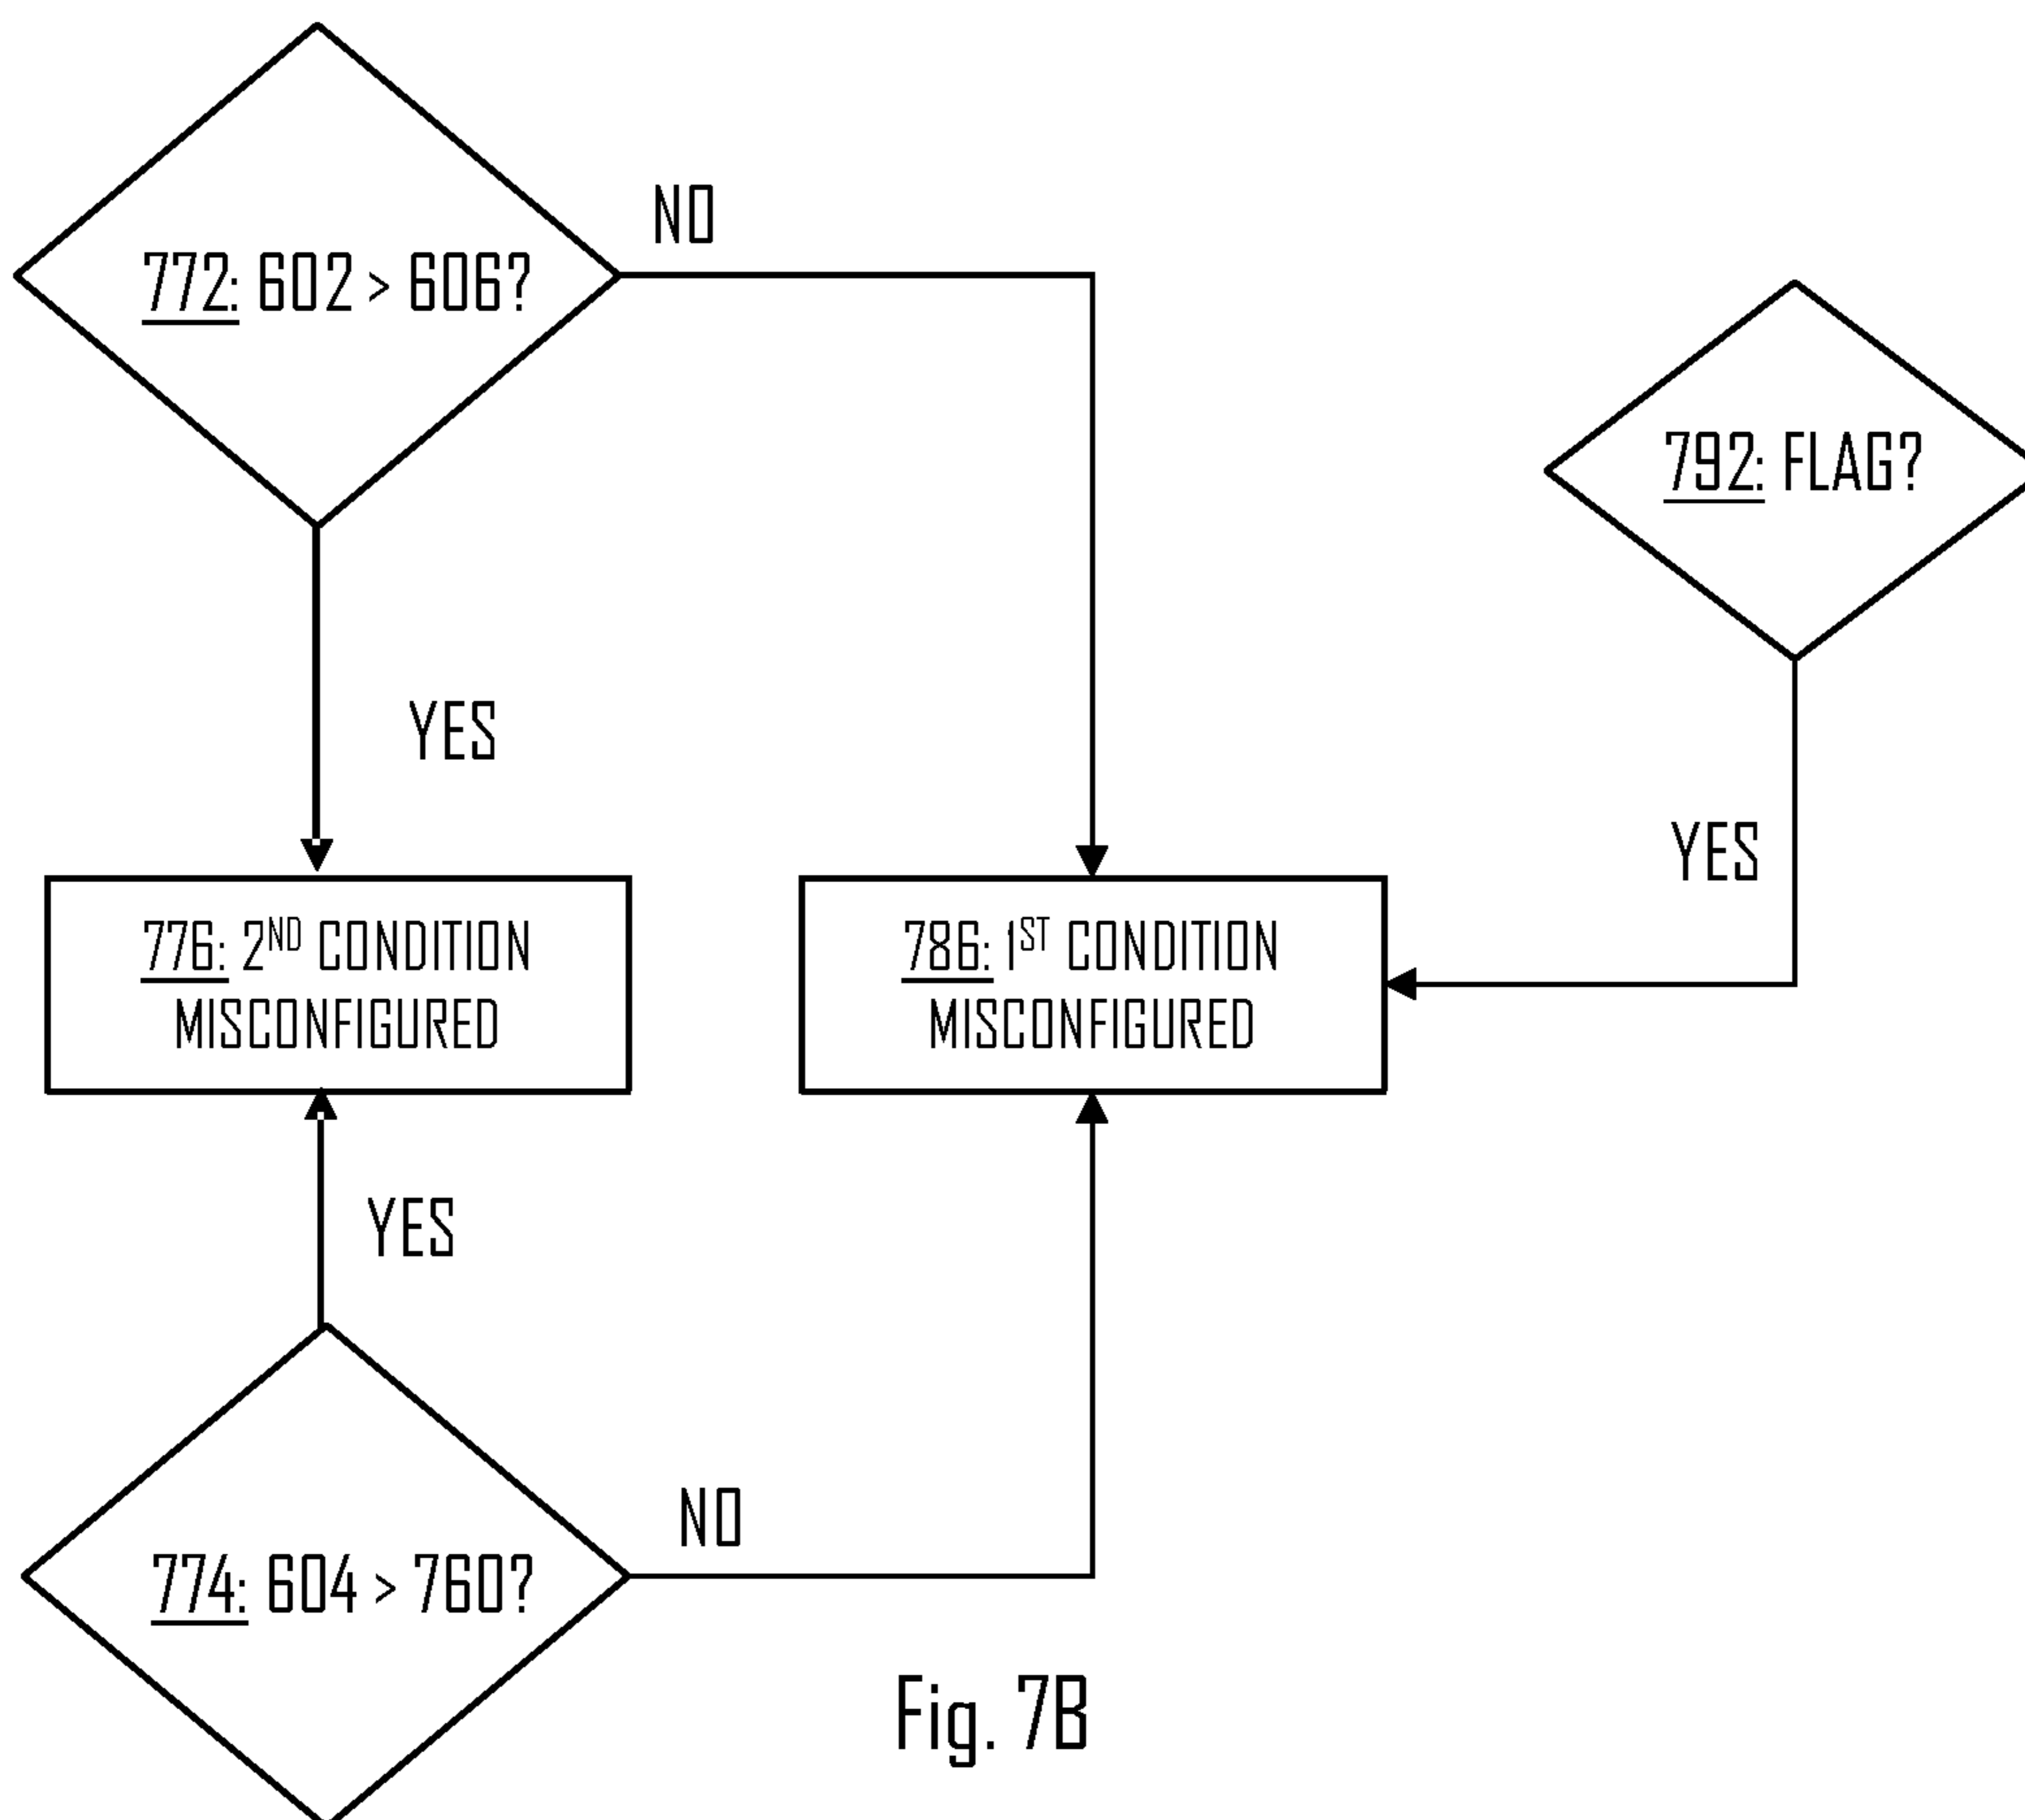 NO
772: 602 > 606?
792: FLAG?
YES
YES
776: 2ND CONDITION
MISCONFIGURED
786: 1ST CONDITION
MISCONFIGURED
YES
NO
774: 604 > 760?
Fig. 7B